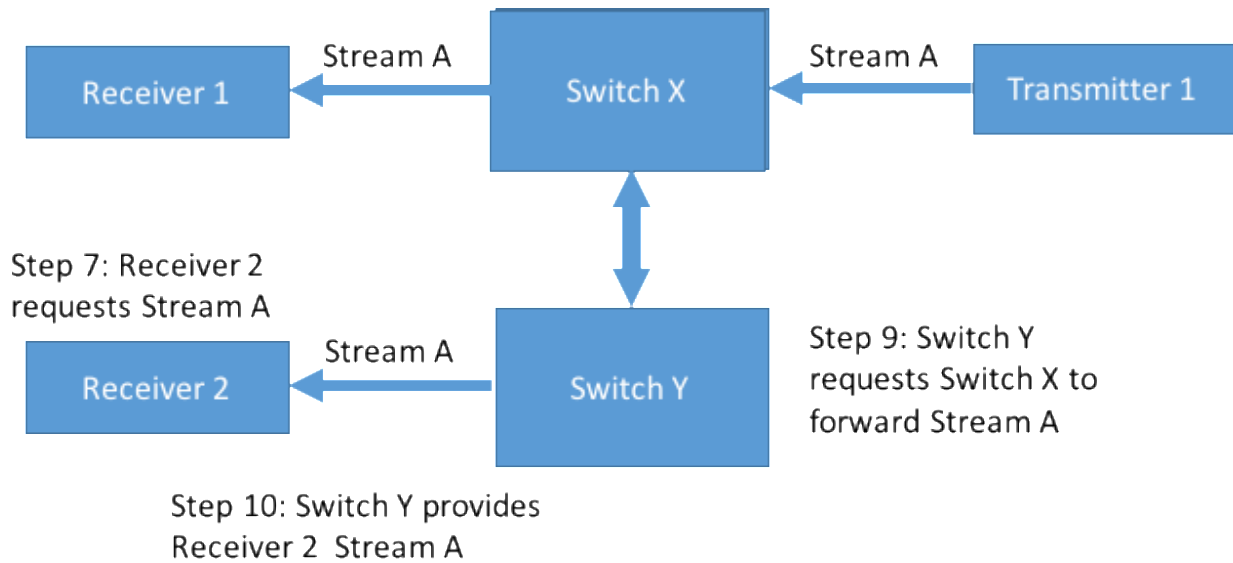 Stream A
Stream A
Receiver 1
Switch X
Transmitter 1
Step 7: Receiver 2
requests Stream A
Stream A
Receiver 2
Switch Y
Step 9: Switch Y
requests Switch X to
forward Stream A
Step 10: Switch Y provides
Receiver 2  Stream A